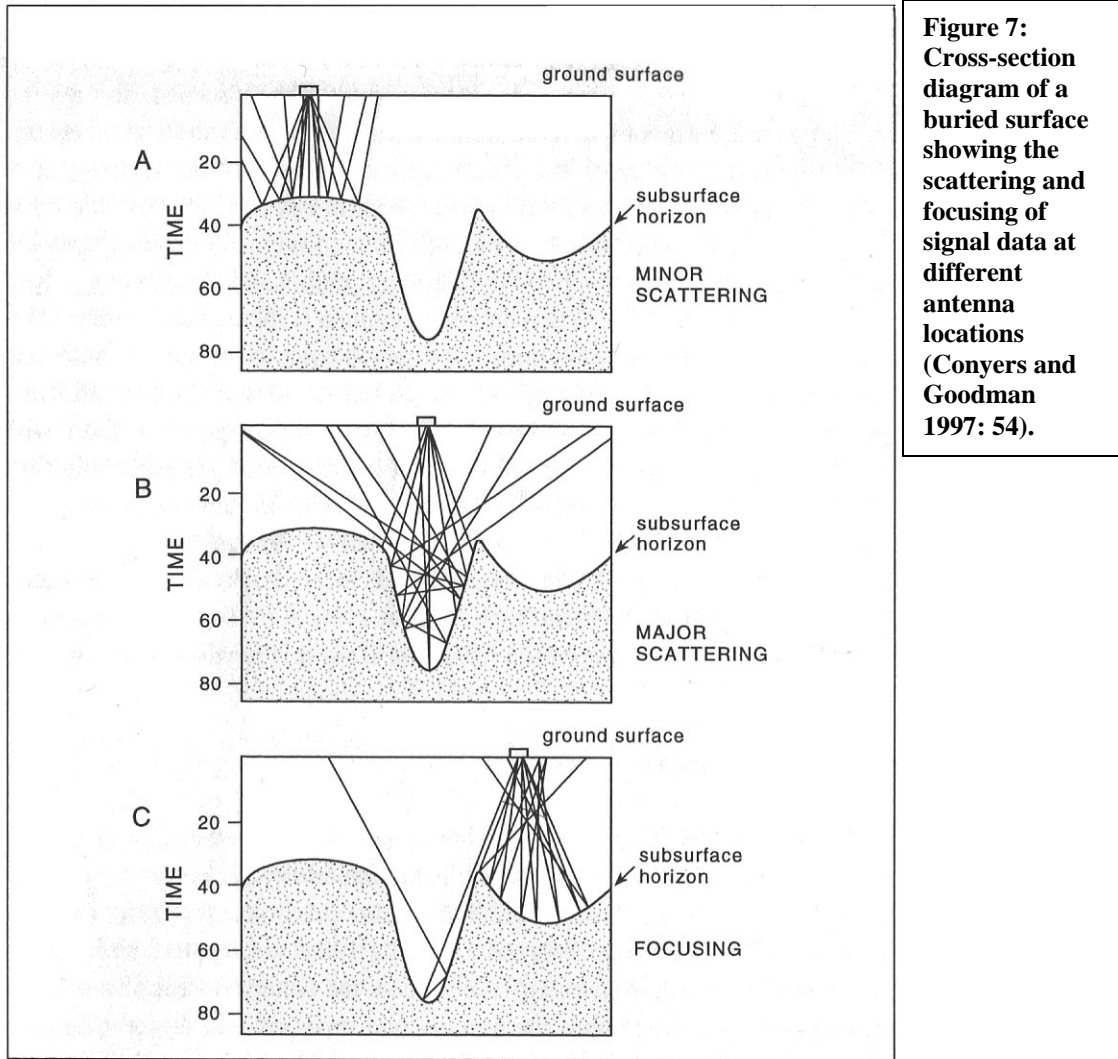 ground surface
A
20
40
60
80
TIME
subsurface
horizon
MINOR
SCATTERING
ground surface
B
20
40
60
80
TIME
subsurface
horizon
MAJOR
SCATTERING
ground surface
C
20
40
60
80
TIME
subsurface
horizon
FOCUSING
Figure 7:
Cross-section
diagram of a
buried surface
showing the
scattering and
focusing of
signal data at
different
antenna
locations
(Conyers and
Goodman
1997: 54).